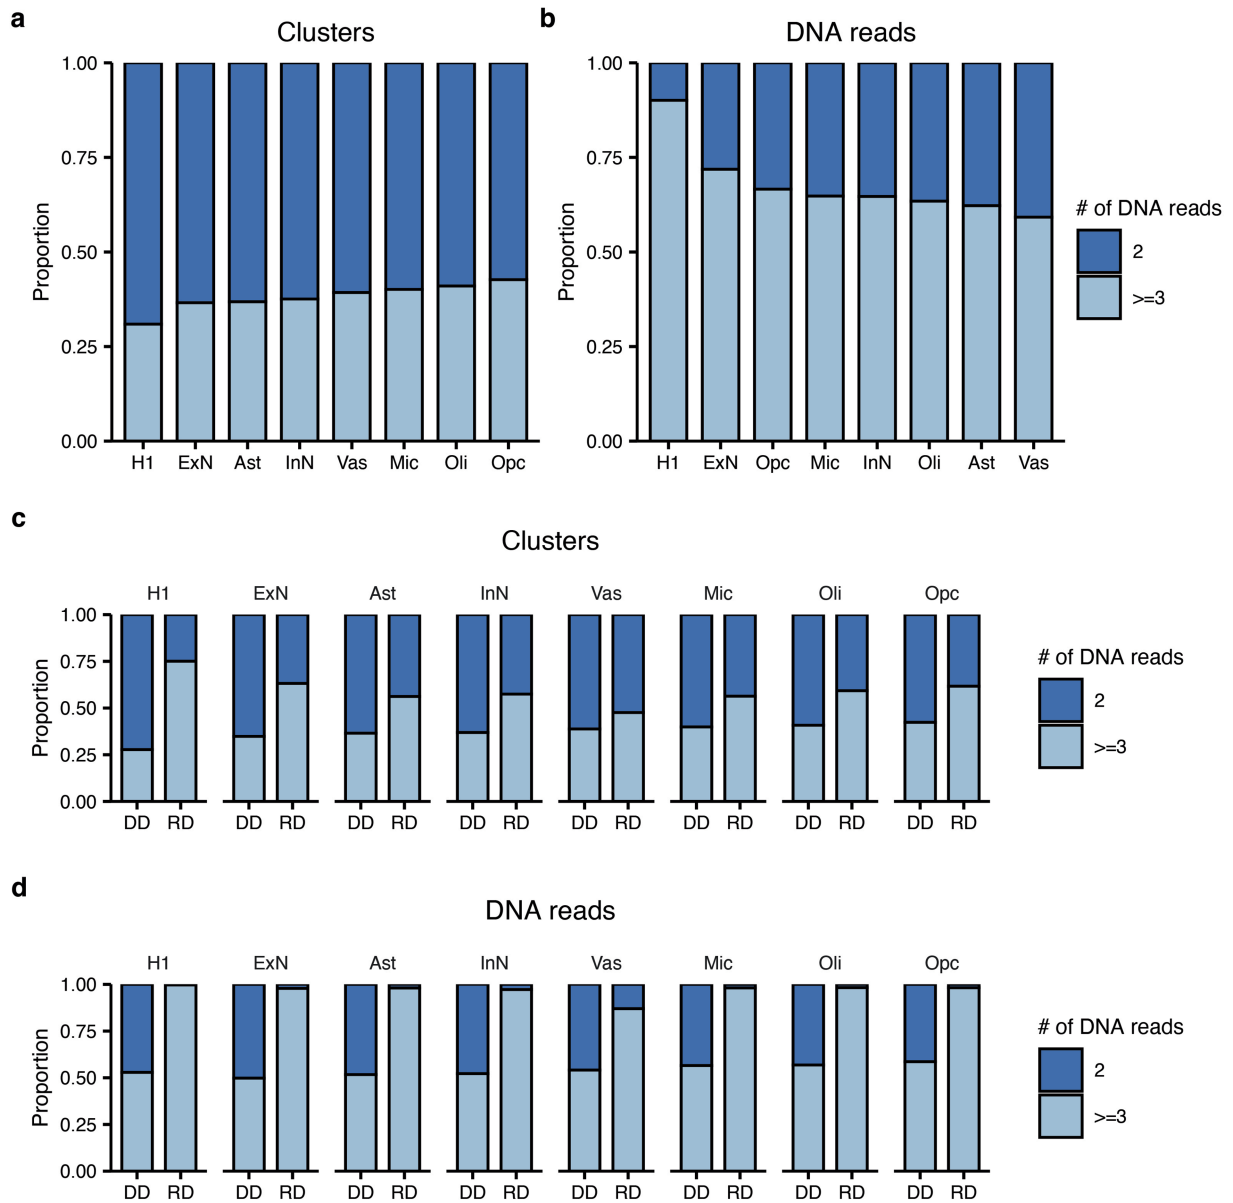 a
Clusters
1.00
0.75
0.50
0.25
0.00
Proportion
H1 ExN Ast InN Vas Mic Oli Opc
b
DNA reads
1.00
0.75
0.50
0.25
0.00
Proportion
H1 ExN Opc Mic InN Oli Ast Vas
# of DNA reads
2
>=3
c
Clusters
H1 ExN Ast InN Vas Mic Oli Opc
1.00
0.75
0.50
0.25
0.00
Proportion
DD RD DD RD DD RD DD RD DD RD DD RD DD RD DD RD
# of DNA reads
2
>=3
d
DNA reads
H1 ExN Ast InN Vas Mic Oli Opc
1.00
0.75
0.50
0.25
0.00
Proportion
DD RD DD RD DD RD DD RD DD RD DD RD DD RD DD RD
# of DNA reads
2
>=3